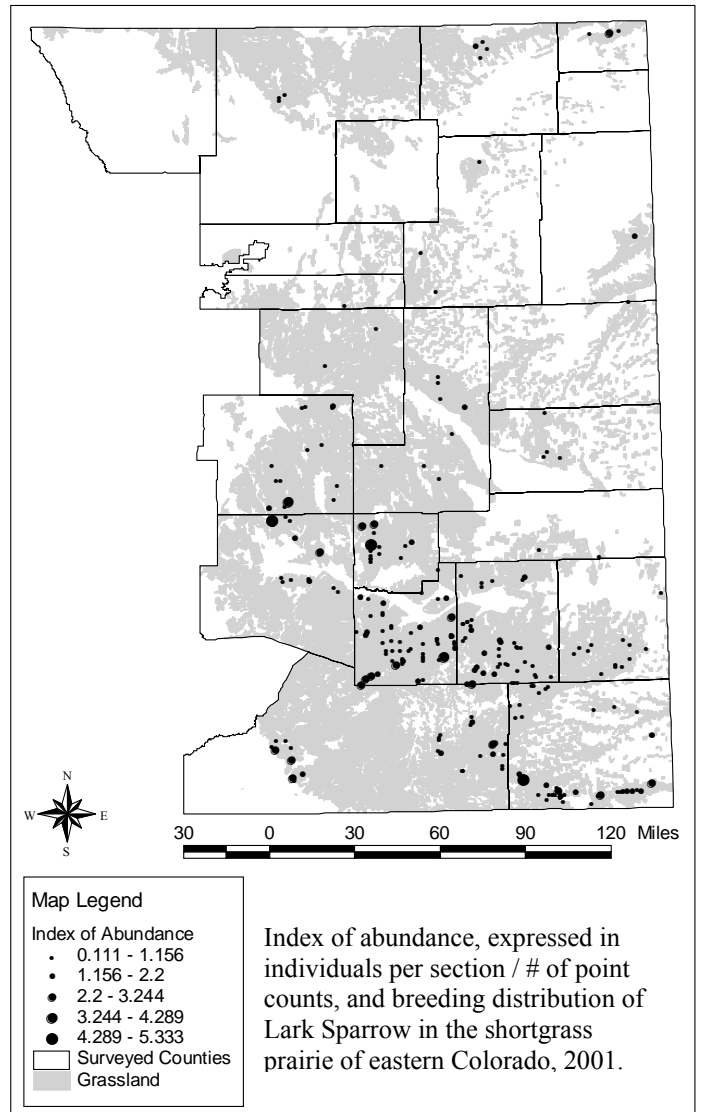 N
W E
S
30 0 30 60 90 120 Miles
Map Legend
Index of Abundance
0.111 - 1.156
1.156 - 2.2
2.2 - 3.244
3.244 - 4.289
4.289 - 5.333
Surveyed Counties
Grassland
Index of abundance, expressed in
individuals per section / # of point
counts, and breeding distribution of
Lark Sparrow in the shortgrass
prairie of eastern Colorado, 2001.